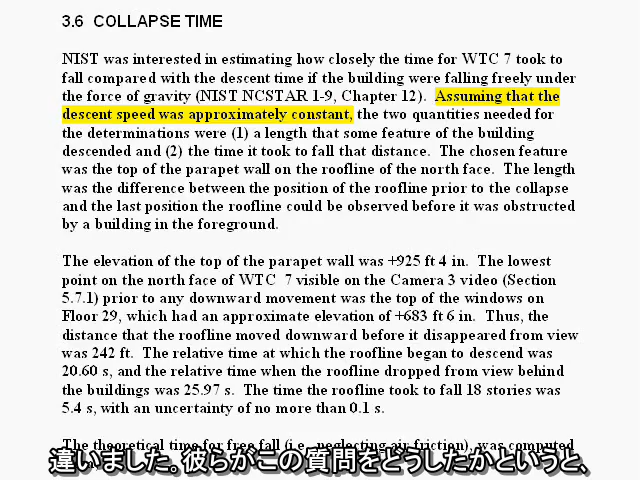 3.6 COLLAPSE TIME
NIST was interested in estimating how closely the time for WTC 7 took to
fall compared with the descent time if the building were falling freely under
the force of gravity (NIST NCSTAR 1-9, Chapter 12). Assuming that the
descent speed was approximately constant, the two quantities needed for
the determinations were (1) a length that some feature of the building
descended and (2) the time it took to fall that distance. The chosen feature
was the top of the parapet wall on the roofline of the north face. The length
was the difference between the position of the roofline prior to the collapse
and the last position the roofline could be observed before it was obstructed
by a building in the foreground.
The elevation of the top of the parapet wall was +925 ft 4 in. The lowest
point on the north face of WTC 7 visible on the Camera 3 video (Section
5.7.1) prior to any downward movement was the top of the windows on
Floor 29, which had an approximate elevation of +683 ft 6 in. Thus, the
distance that the roofline moved downward before it disappeared from view
was 242 ft. The relative time at which the roofline began to descend was
20.60 s, and the relative time when the roofline dropped from view behind
the buildings was 25.97 s. The time the roofline took to fall 18 stories was
5.4 s, with an uncertainty of no more than 0.1 s.
The theoretical time for free fall (i.e., neglecting air friction), was computed
違いました。彼らがこの質問をどうしたかというと、